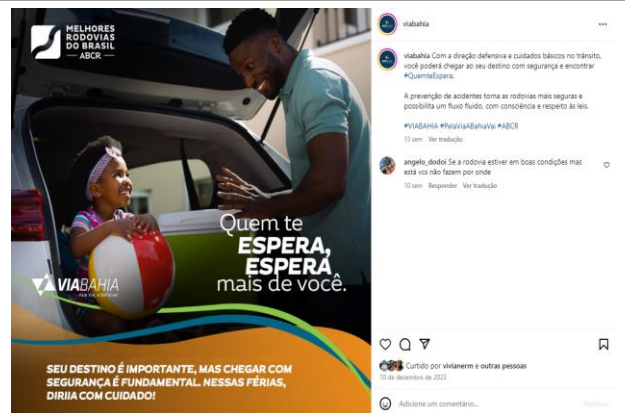 MELHORES
RODOVIAS
DO BRASIL
ABCR
Quem te
ESPERA,
ESPERA
mais de você.
VIABAHIA
SEU DESTINO É IMPORTANTE, MAS CHEGAR COM
SEGURANÇA É FUNDAMENTAL. NESSAS FÉRIAS,
DIRIIA COM CUIDADO!
viabahia
viabahia Com a direção defensiva e cuidados básicos no trânsito,
você poderá chegar ao seu destino com segurança e encontrar
#QuemteEspera.
A prevenção de acidentes torna as rodovias mais seguras e
possibilita um fluxo fluido, com consciência e respeito às leis.
#VIABAHIA #PelaViaABahiaVai #ABCR
13 sem Ver tradução
angelo_dodoi Se a rodovia estiver em boas condições mas
está vcs não fazem por onde
10 sem Responder Ver tradução
Curtido por vivianerm e outras pessoas
10 de dezembro de 2023
Adicione um comentário...
Publicar